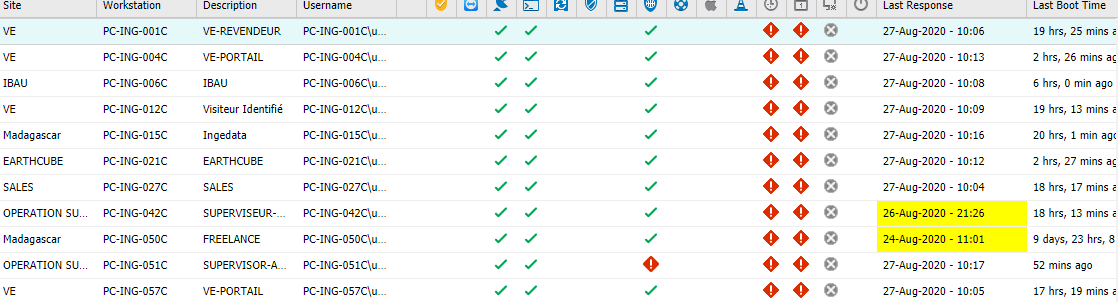 Site Workstation Description Username Last Response Last Boot Time
VE PC-ING-001C VE-REVENDEUR PC-ING-001C\u... 27-Aug-2020 - 10:06 19 hrs, 25 mins a
VE PC-ING-004C VE-PORTAIL PC-ING-004C\u... 27-Aug-2020 - 10:13 2 hrs, 26 mins ag
IBAU PC-ING-006C IBAU PC-ING-006C\u... 27-Aug-2020 - 10:08 6 hrs, 0 min ago
VE PC-ING-012C Visiteur Identifié PC-ING-012C\u... 27-Aug-2020 - 10:09 19 hrs, 13 mins a
Madagascar PC-ING-015C Ingedata PC-ING-015C\u... 27-Aug-2020 - 10:16 20 hrs, 1 min ago
EARTHCUBE PC-ING-021C EARTHCUBE PC-ING-021C\u... 27-Aug-2020 - 10:12 2 hrs, 27 mins ag
SALES PC-ING-027C SALES PC-ING-027C\u... 27-Aug-2020 - 10:04 18 hrs, 17 mins a
OPERATION SU... PC-ING-042C SUPERVISEUR-... PC-ING-042C\u... 26-Aug-2020 - 21:26 18 hrs, 13 mins a
Madagascar PC-ING-050C FREELANCE PC-ING-050C\u... 24-Aug-2020 - 11:01 9 days, 23 hrs, 8
OPERATION SU... PC-ING-051C SUPERVISOR-A... PC-ING-051C\u... 27-Aug-2020 - 10:17 52 mins ago
VE PC-ING-057C VE-PORTAIL PC-ING-057C\u... 27-Aug-2020 - 10:05 17 hrs, 19 mins a